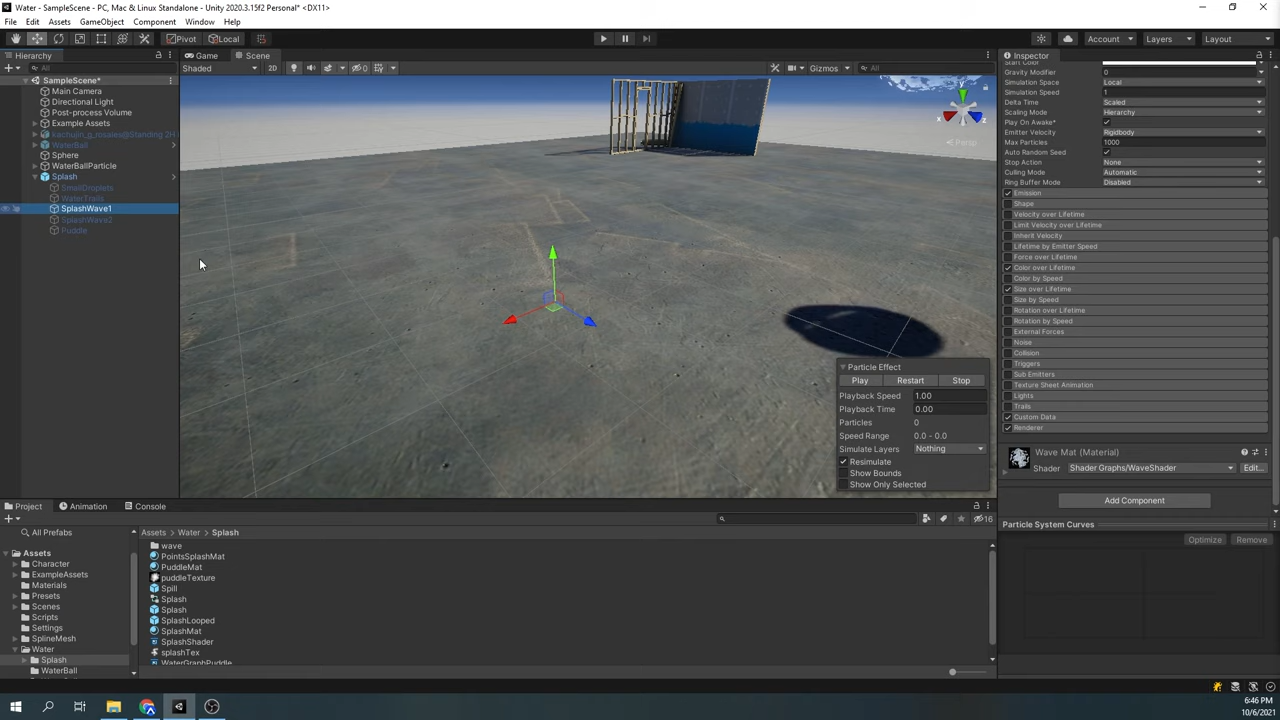 Water - SampleScene - PC, Mac & Linux Standalone - Unity 2020.3.15f2 Personal* <DX11>
File Edit Assets GameObject Component Window Help
Pivot Local Account Layers Layout
Hierarchy
All
SampleScene*
Main Camera
Directional Light
Post-process Volume
Example Assets
kachujin_g_rosales@Standing 2H
WaterBall
Sphere
WaterBallParticle
Splash
SmallDroplets
WaterTrails
SplashWave1
SplashWave2
Puddle
Game Scene
Shaded 2D 0 Gizmos All
y
x z
Persp
Particle Effect
Play Restart Stop
Playback Speed 1.00
Playback Time 0.00
Particles 0
Speed Range 0.0 - 0.0
Simulate Layers Nothing
Resimulate
Show Bounds
Show Only Selected
Inspector
Start Color
Gravity Modifier 0
Simulation Space Local
Simulation Speed 1
Delta Time Scaled
Scaling Mode Hierarchy
Play On Awake*
Emitter Velocity Rigidbody
Max Particles 1000
Auto Random Seed
Stop Action None
Culling Mode Automatic
Ring Buffer Mode Disabled
Emission
Shape
Velocity over Lifetime
Limit Velocity over Lifetime
Inherit Velocity
Lifetime by Emitter Speed
Force over Lifetime
Color over Lifetime
Color by Speed
Size over Lifetime
Size by Speed
Rotation over Lifetime
Rotation by Speed
External Forces
Noise
Collision
Triggers
Sub Emitters
Texture Sheet Animation
Lights
Trails
Custom Data
Renderer
Wave Mat (Material)
Shader Shader Graphs/WaveShader Edit...
Add Component
Particle System Curves
Optimize Remove
Project Animation Console
16
All Prefabs
Assets
Character
ExampleAssets
Materials
Presets
Scenes
Scripts
Settings
SplineMesh
Water
Splash
WaterBall
Assets Water Splash
wave
PointsSplashMat
PuddleMat
puddleTexture
Spill
Splash
Splash
SplashLooped
SplashMat
SplashShader
splashTex
WaterGraphPuddle
6:46 PM
10/6/2021